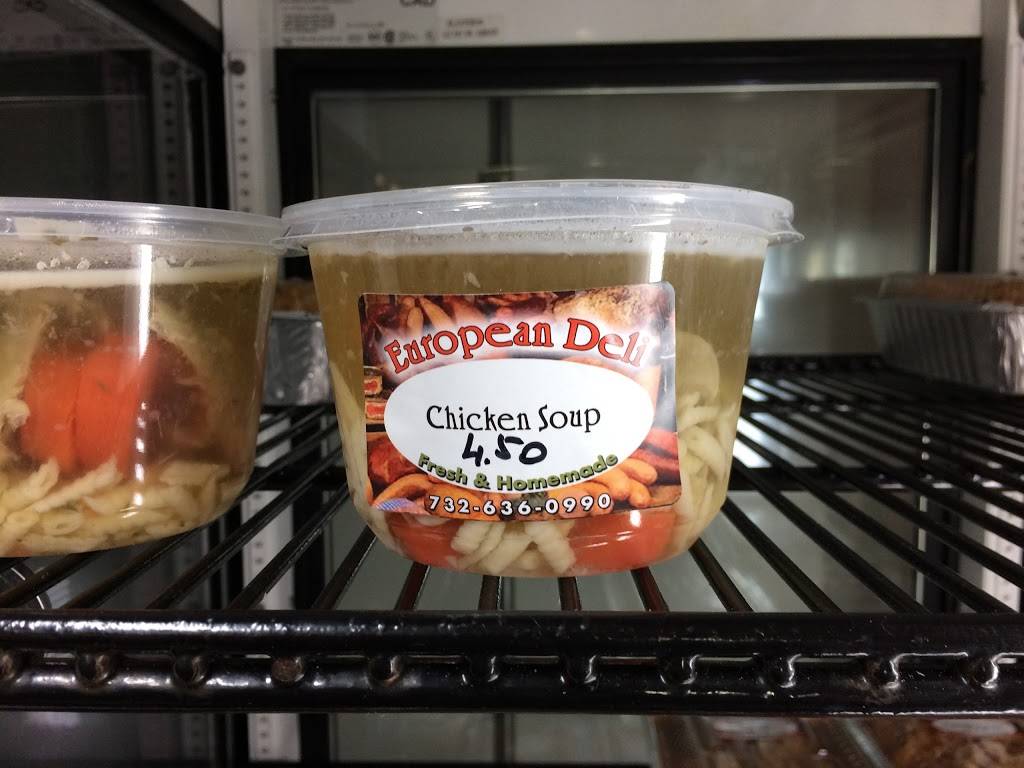 European Deli
Chicken Soup
4.50
Fresh & Homemade
732-636-0990